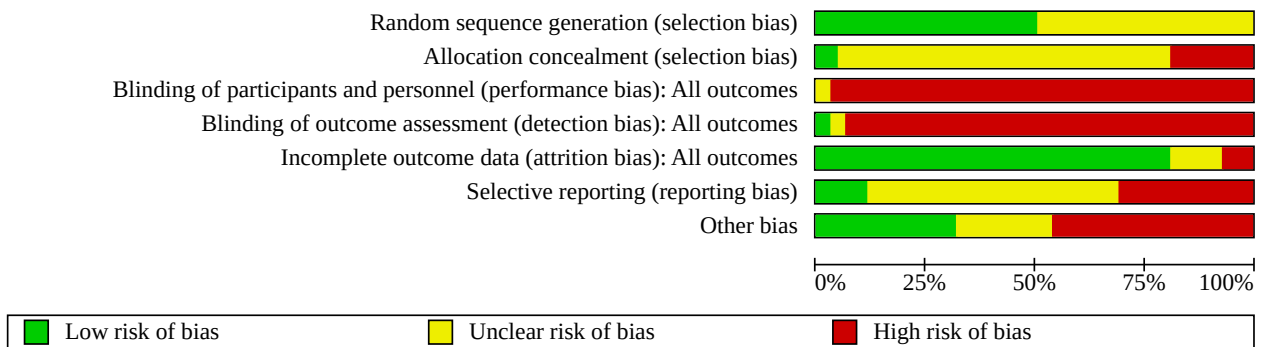 Random sequence generation (selection bias)
Allocation concealment (selection bias)
Blinding of participants and personnel (performance bias): All outcomes
Blinding of outcome assessment (detection bias): All outcomes
Incomplete outcome data (attrition bias): All outcomes
Selective reporting (reporting bias)
Other bias
0% 25% 50% 75% 100%
Low risk of bias Unclear risk of bias High risk of bias